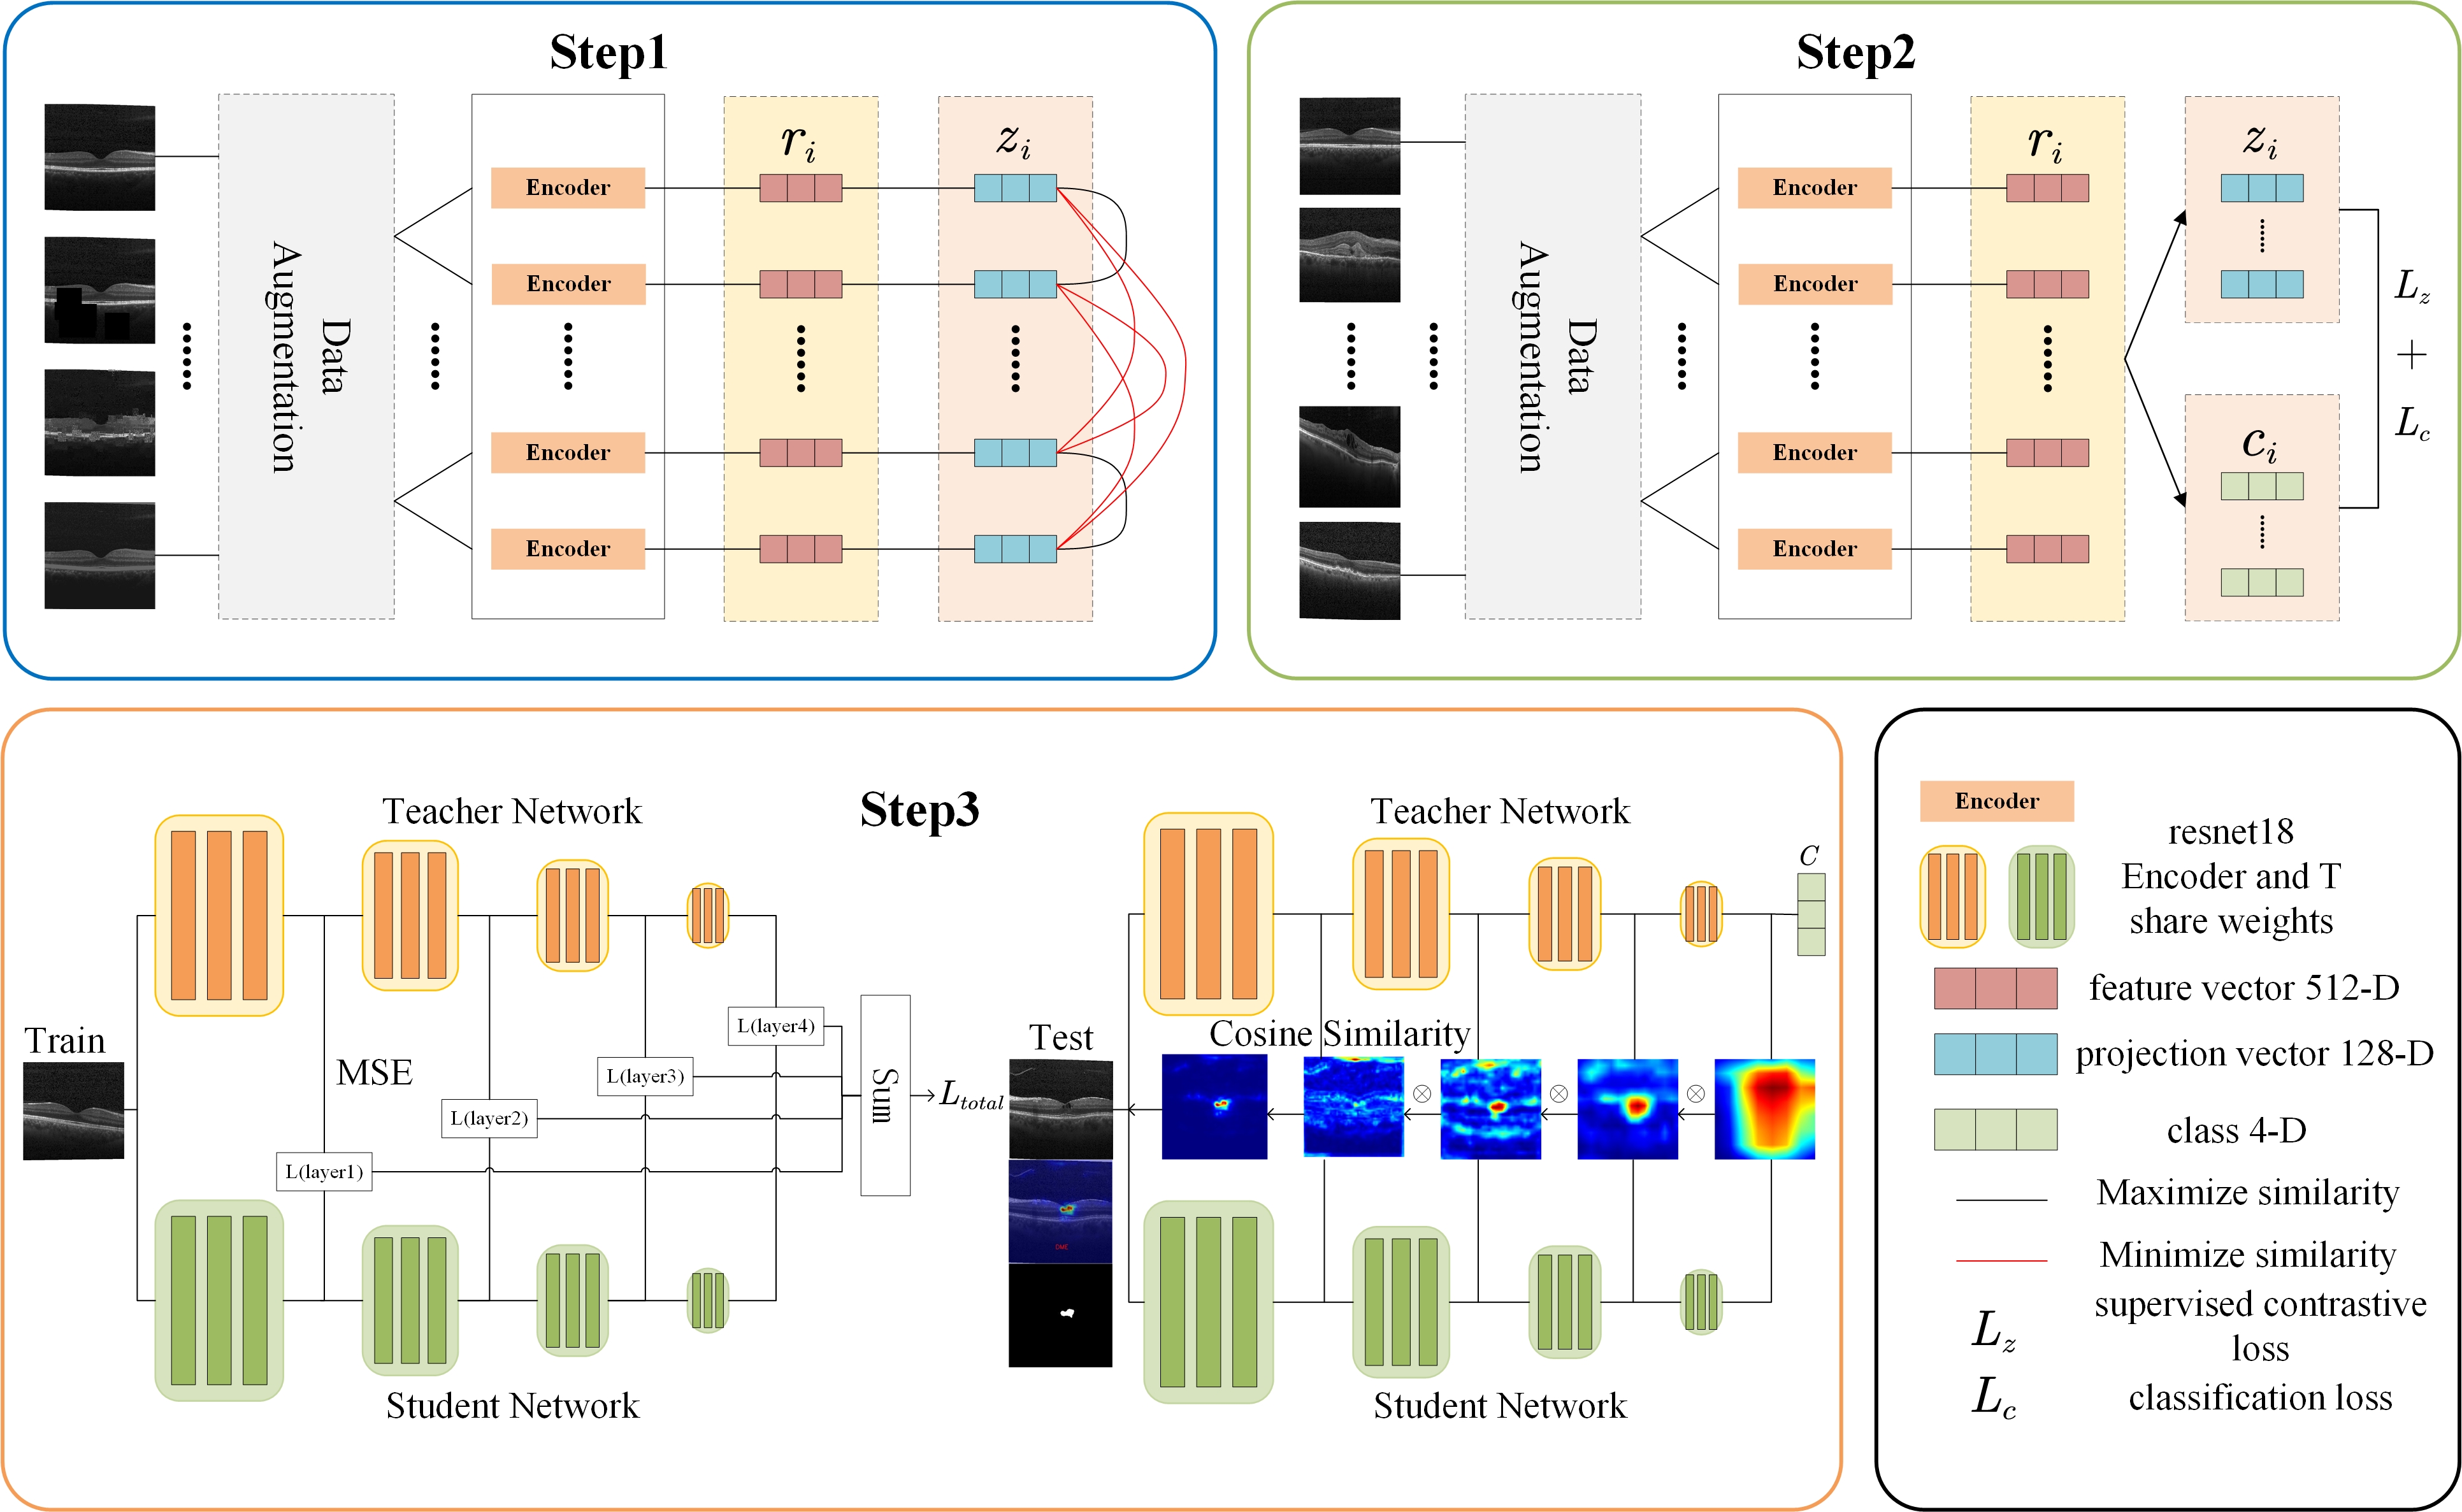 Step1
Data
Augmentation
Encoder
Encoder
Encoder
Encoder
r_i
z_i
Step2
Data
Augmentation
Encoder
Encoder
Encoder
Encoder
r_i
z_i
c_i
L_z
+
L_c
Step3
Teacher Network
Train
MSE
L(layer1)
L(layer2)
L(layer3)
L(layer4)
Sum
L_total
Student Network
Teacher Network
C
Test
Cosine Similarity
⊗
⊗
⊗
DME
Student Network
Encoder
resnet18
Encoder and T
share weights
feature vector 512-D
projection vector 128-D
class 4-D
Maximize similarity
Minimize similarity
L_z
supervised contrastive
loss
L_c
classification loss